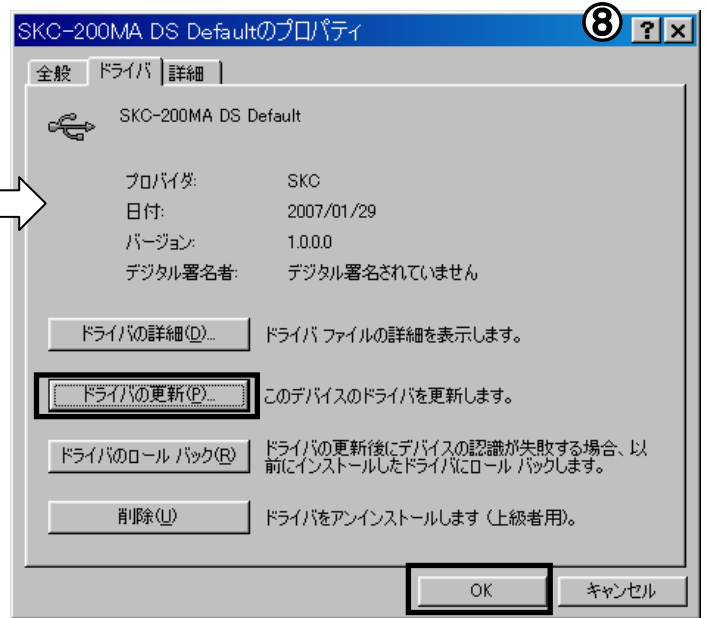 SKC-200MA DS Defaultのプロパティ ⑧ ? ×
全般 ドライバ 詳細
SKC-200MA DS Default
プロバイダ: SKC
日付: 2007/01/29
バージョン: 1.0.0.0
デジタル署名者: デジタル署名されていません
ドライバの詳細(D)... ドライバ ファイルの詳細を表示します。
ドライバの更新(P)... このデバイスのドライバを更新します。
ドライバのロール バック(R) ドライバの更新後にデバイスの認識が失敗する場合、以
前にインストールしたドライバにロール バックします。
削除(U) ドライバをアンインストールします (上級者用)。
OK キャンセル